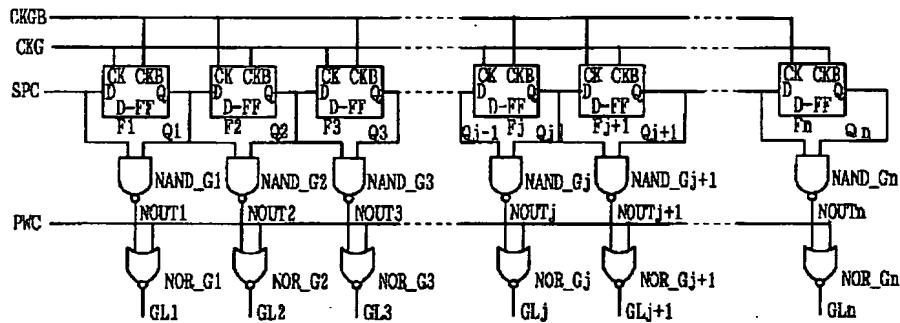 CKGB
CKG
CK CKB CK CKB CK CKB CK CKB CK CKB CK CKB
SPC D Q D Q D Q D Q D Q D Q
D-FF D-FF D-FF D-FF D-FF D-FF
F1 Q1 F2 Q2 F3 Q3 Qj-1 Fj Qj Fj+1 Qj+1 Fn Qn
NAND_G1 NAND_G2 NAND_G3 NAND_Gj NAND_Gj+1 NAND_Gn
NOUT1 NOUT2 NOUT3 NOUTj NOUTj+1 NOUTn
PWC
NOR_G1 NOR_G2 NOR_G3 NOR_Gj NOR_Gj+1 NOR_Gn
GL1 GL2 GL3 GLj GLj+1 GLn